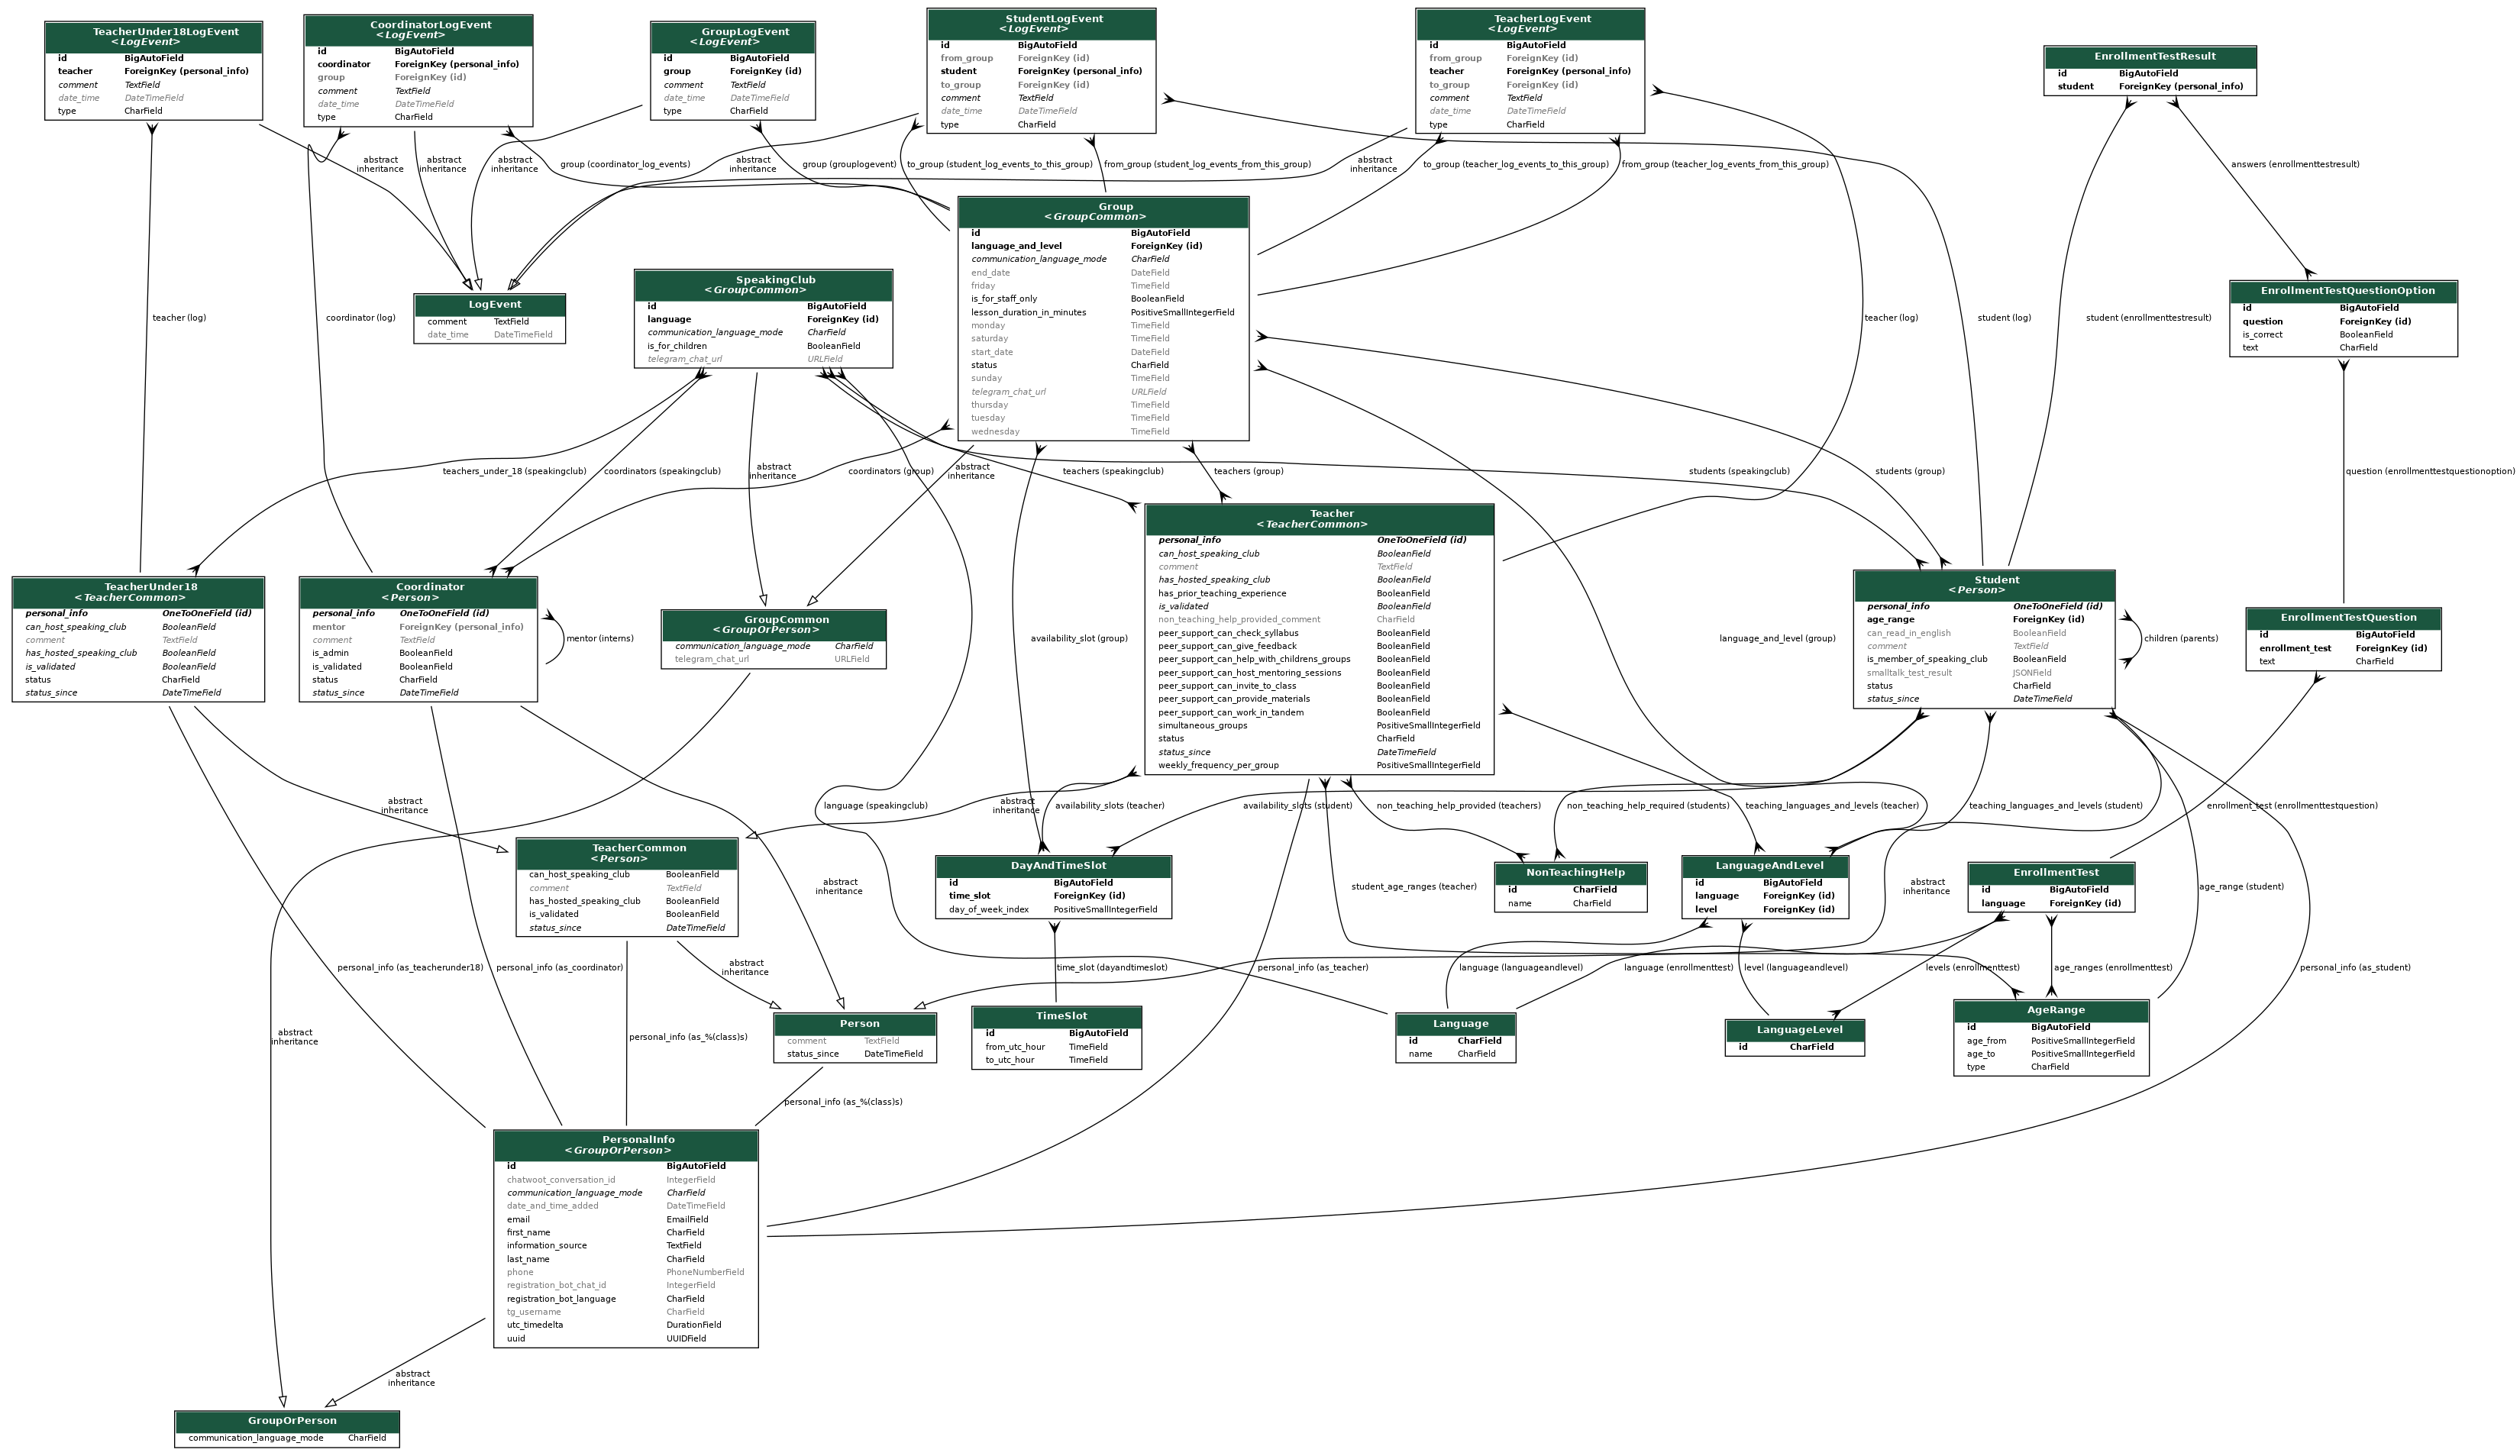 TeacherUnder18LogEvent
<LogEvent>
id BigAutoField
teacher ForeignKey (personal_info)
comment TextField
date_time DateTimeField
type CharField
CoordinatorLogEvent
<LogEvent>
id BigAutoField
coordinator ForeignKey (personal_info)
group ForeignKey (id)
comment TextField
date_time DateTimeField
type CharField
GroupLogEvent
<LogEvent>
id BigAutoField
group ForeignKey (id)
comment TextField
date_time DateTimeField
type CharField
StudentLogEvent
<LogEvent>
id BigAutoField
from_group ForeignKey (id)
student ForeignKey (personal_info)
to_group ForeignKey (id)
comment TextField
date_time DateTimeField
type CharField
TeacherLogEvent
<LogEvent>
id BigAutoField
from_group ForeignKey (id)
teacher ForeignKey (personal_info)
to_group ForeignKey (id)
comment TextField
date_time DateTimeField
type CharField
EnrollmentTestResult
id BigAutoField
student ForeignKey (personal_info)
abstract
inheritance
abstract
inheritance
abstract
inheritance
group (coordinator_log_events)
abstract
inheritance
group (grouplogevent)
to_group (student_log_events_to_this_group)
from_group (student_log_events_from_this_group)
abstract
inheritance
to_group (teacher_log_events_to_this_group)
from_group (teacher_log_events_from_this_group)
answers (enrollmenttestresult)
Group
<GroupCommon>
id BigAutoField
language_and_level ForeignKey (id)
communication_language_mode CharField
end_date DateField
friday TimeField
is_for_staff_only BooleanField
lesson_duration_in_minutes PositiveSmallIntegerField
monday TimeField
saturday TimeField
start_date DateField
status CharField
sunday TimeField
telegram_chat_url URLField
thursday TimeField
tuesday TimeField
wednesday TimeField
SpeakingClub
<GroupCommon>
id BigAutoField
language ForeignKey (id)
communication_language_mode CharField
is_for_children BooleanField
telegram_chat_url URLField
LogEvent
comment TextField
date_time DateTimeField
EnrollmentTestQuestionOption
id BigAutoField
question ForeignKey (id)
is_correct BooleanField
text CharField
teacher (log)
coordinator (log)
teacher (log)
student (log)
student (enrollmenttestresult)
teachers_under_18 (speakingclub)
coordinators (speakingclub)
abstract
inheritance
coordinators (group)
abstract
inheritance
teachers (speakingclub)
teachers (group)
students (speakingclub)
students (group)
question (enrollmenttestquestionoption)
Teacher
<TeacherCommon>
personal_info OneToOneField (id)
can_host_speaking_club BooleanField
comment TextField
has_hosted_speaking_club BooleanField
has_prior_teaching_experience BooleanField
is_validated BooleanField
non_teaching_help_provided_comment CharField
peer_support_can_check_syllabus BooleanField
peer_support_can_give_feedback BooleanField
peer_support_can_help_with_childrens_groups BooleanField
peer_support_can_host_mentoring_sessions BooleanField
peer_support_can_invite_to_class BooleanField
peer_support_can_provide_materials BooleanField
peer_support_can_work_in_tandem BooleanField
simultaneous_groups PositiveSmallIntegerField
status CharField
status_since DateTimeField
weekly_frequency_per_group PositiveSmallIntegerField
TeacherUnder18
<TeacherCommon>
personal_info OneToOneField (id)
can_host_speaking_club BooleanField
comment TextField
has_hosted_speaking_club BooleanField
is_validated BooleanField
status CharField
status_since DateTimeField
Coordinator
<Person>
personal_info OneToOneField (id)
mentor ForeignKey (personal_info)
comment TextField
is_admin BooleanField
is_validated BooleanField
status CharField
status_since DateTimeField
mentor (interns)
GroupCommon
<GroupOrPerson>
communication_language_mode CharField
telegram_chat_url URLField
availability_slot (group)
language_and_level (group)
Student
<Person>
personal_info OneToOneField (id)
age_range ForeignKey (id)
can_read_in_english BooleanField
comment TextField
is_member_of_speaking_club BooleanField
smalltalk_test_result JSONField
status CharField
status_since DateTimeField
children (parents)
EnrollmentTestQuestion
id BigAutoField
enrollment_test ForeignKey (id)
text CharField
abstract
inheritance
language (speakingclub)
abstract
inheritance
availability_slots (teacher)
availability_slots (student)
non_teaching_help_provided (teachers)
non_teaching_help_required (students)
teaching_languages_and_levels (teacher)
teaching_languages_and_levels (student)
enrollment_test (enrollmenttestquestion)
TeacherCommon
<Person>
can_host_speaking_club BooleanField
comment TextField
has_hosted_speaking_club BooleanField
is_validated BooleanField
status_since DateTimeField
abstract
inheritance
DayAndTimeSlot
id BigAutoField
time_slot ForeignKey (id)
day_of_week_index PositiveSmallIntegerField
student_age_ranges (teacher)
NonTeachingHelp
id CharField
name CharField
LanguageAndLevel
id BigAutoField
language ForeignKey (id)
level ForeignKey (id)
abstract
inheritance
EnrollmentTest
id BigAutoField
language ForeignKey (id)
age_range (student)
personal_info (as_teacherunder18)
personal_info (as_coordinator)
abstract
inheritance
time_slot (dayandtimeslot)
personal_info (as_teacher)
language (languageandlevel)
language (enrollmenttest)
level (languageandlevel)
levels (enrollmenttest)
age_ranges (enrollmenttest)
personal_info (as_student)
abstract
inheritance
personal_info (as_%(class)s)
Person
comment TextField
status_since DateTimeField
TimeSlot
id BigAutoField
from_utc_hour TimeField
to_utc_hour TimeField
Language
id CharField
name CharField
LanguageLevel
id CharField
AgeRange
id BigAutoField
age_from PositiveSmallIntegerField
age_to PositiveSmallIntegerField
type CharField
personal_info (as_%(class)s)
PersonalInfo
<GroupOrPerson>
id BigAutoField
chatwoot_conversation_id IntegerField
communication_language_mode CharField
date_and_time_added DateTimeField
email EmailField
first_name CharField
information_source TextField
last_name CharField
phone PhoneNumberField
registration_bot_chat_id IntegerField
registration_bot_language CharField
tg_username CharField
utc_timedelta DurationField
uuid UUIDField
abstract
inheritance
GroupOrPerson
communication_language_mode CharField